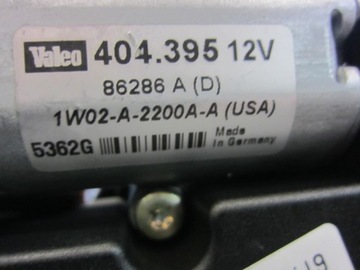 Valeo 404.395 12V
86286 A (D)
1W02-A-2200A-A (USA)
5362G Made
in Germany